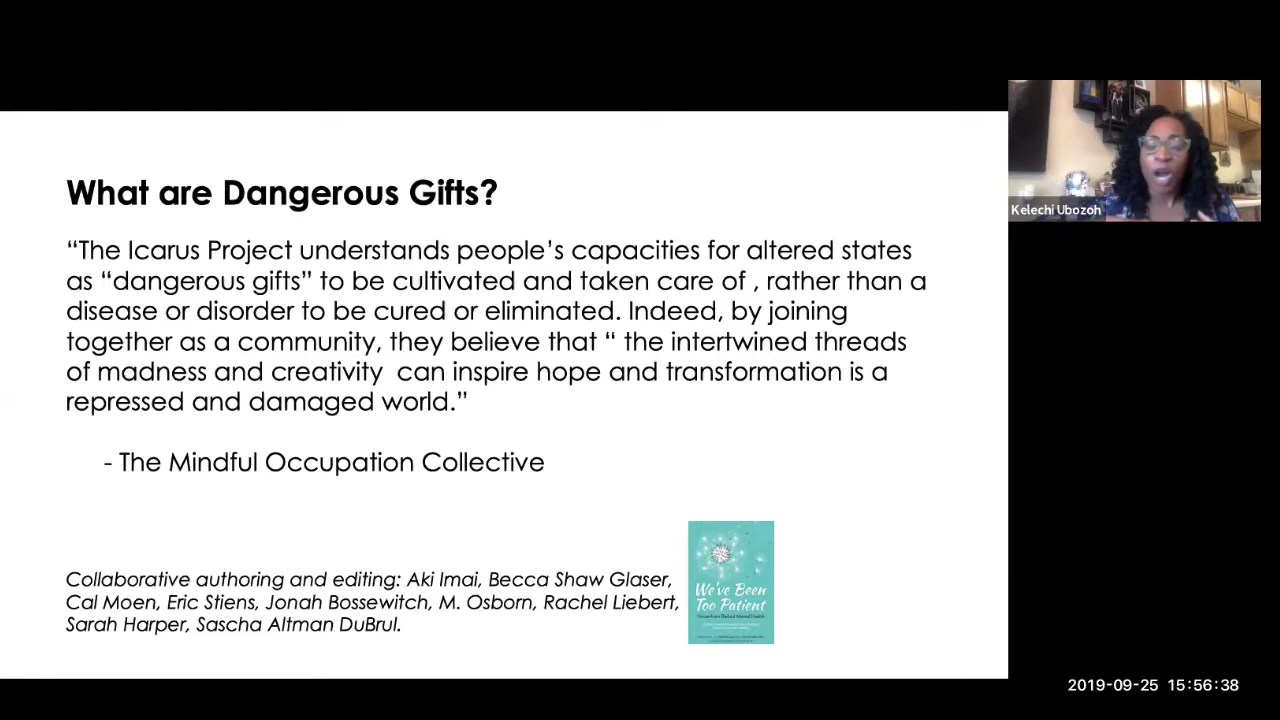 What are Dangerous Gifts?
“The Icarus Project understands people’s capacities for altered states
as “dangerous gifts” to be cultivated and taken care of , rather than a
disease or disorder to be cured or eliminated. Indeed, by joining
together as a community, they believe that “ the intertwined threads
of madness and creativity  can inspire hope and transformation is a
repressed and damaged world.”
- The Mindful Occupation Collective
Collaborative authoring and editing: Aki Imai, Becca Shaw Glaser,
Cal Moen, Eric Stiens, Jonah Bossewitch, M. Osborn, Rachel Liebert,
Sarah Harper, Sascha Altman DuBrul.
We've Been
Too Patient
Kelechi Ubozoh
2019-09-25 15:56:38